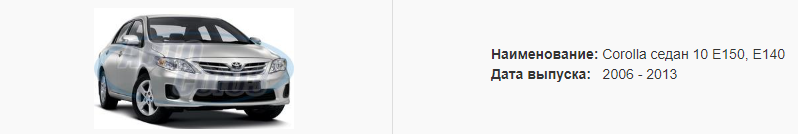 Наименование: Corolla седан 10 E150, E140
Дата выпуска: 2006 - 2013